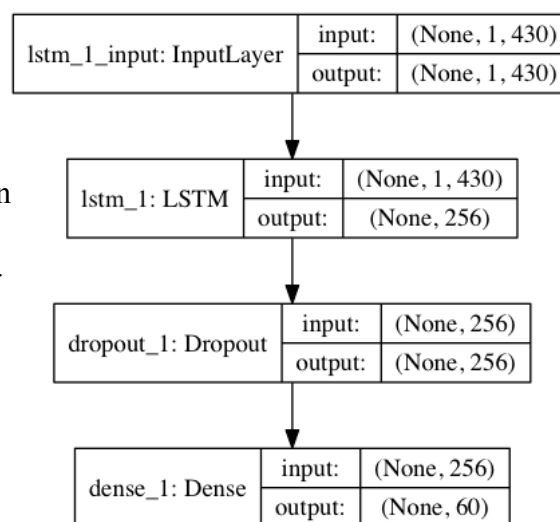 lstm_1_input: InputLayer
input: (None, 1, 430)
output: (None, 1, 430)
n
lstm_1: LSTM
input: (None, 1, 430)
output: (None, 256)
dropout_1: Dropout
input: (None, 256)
output: (None, 256)
dense_1: Dense
input: (None, 256)
output: (None, 60)